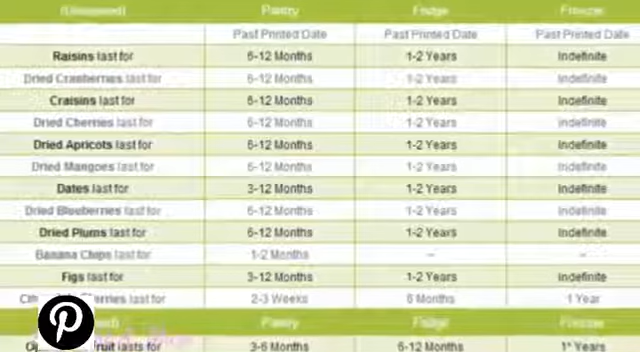 (Unopened) Pantry Fridge Freezer
Past Printed Date Past Printed Date Past Printed Date
Raisins last for 6-12 Months 1-2 Years Indefinite
Dried Cranberries last for 6-12 Months 1-2 Years Indefinite
Craisins last for 6-12 Months 1-2 Years Indefinite
Dried Cherries last for 6-12 Months 1-2 Years Indefinite
Dried Apricots last for 6-12 Months 1-2 Years Indefinite
Dried Mangoes last for 6-12 Months 1-2 Years Indefinite
Dates last for 3-12 Months 1-2 Years Indefinite
Dried Blueberries last for 6-12 Months 1-2 Years Indefinite
Dried Plums last for 6-12 Months 1-2 Years Indefinite
Banana Chips last for 1-2 Months – –
Figs last for 3-12 Months 1-2 Years Indefinite
last for 2-3 Weeks 6 Months 1 Year
Pantry Fridge Freezer
Fruit lasts for 3-6 Months 6-12 Months 1* Years